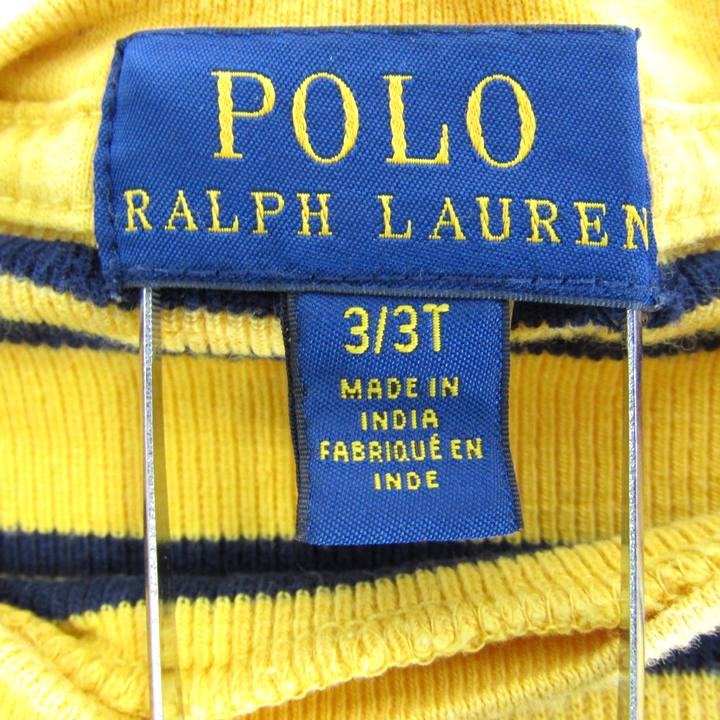 POLO
RALPH LAUREN
3/3T
MADE IN
INDIA
FABRIQUÉ EN
INDE